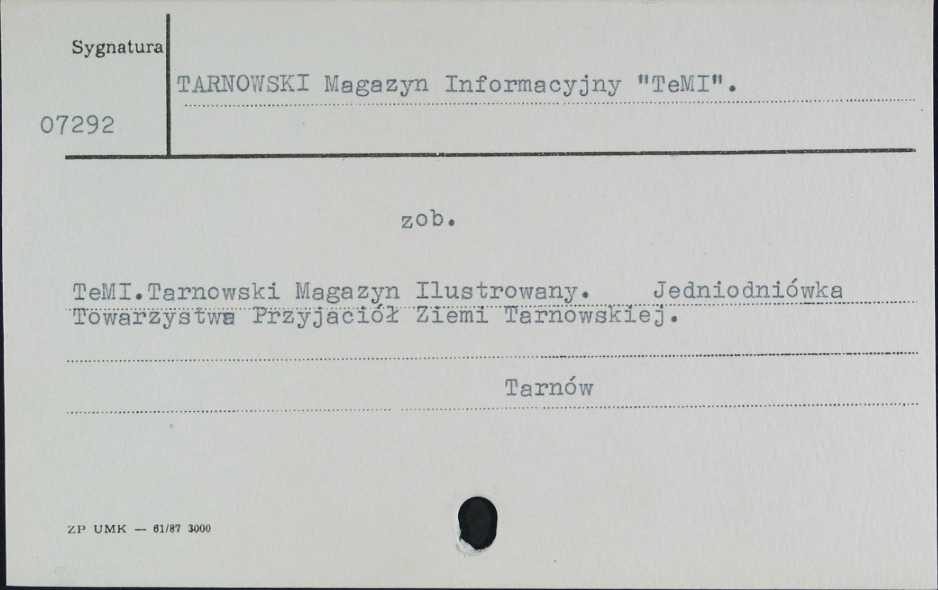 Sygnatura
TARNOWSKI Magazyn Informacyjny "TeMI".
07292
zob.
TeMI.Tarnowski Magazyn Ilustrowany. Jedniodniówka
Towarzystwa Przyjaciół Ziemi Tarnowskiej.
Tarnów
ZP UMK — 61/87 3000